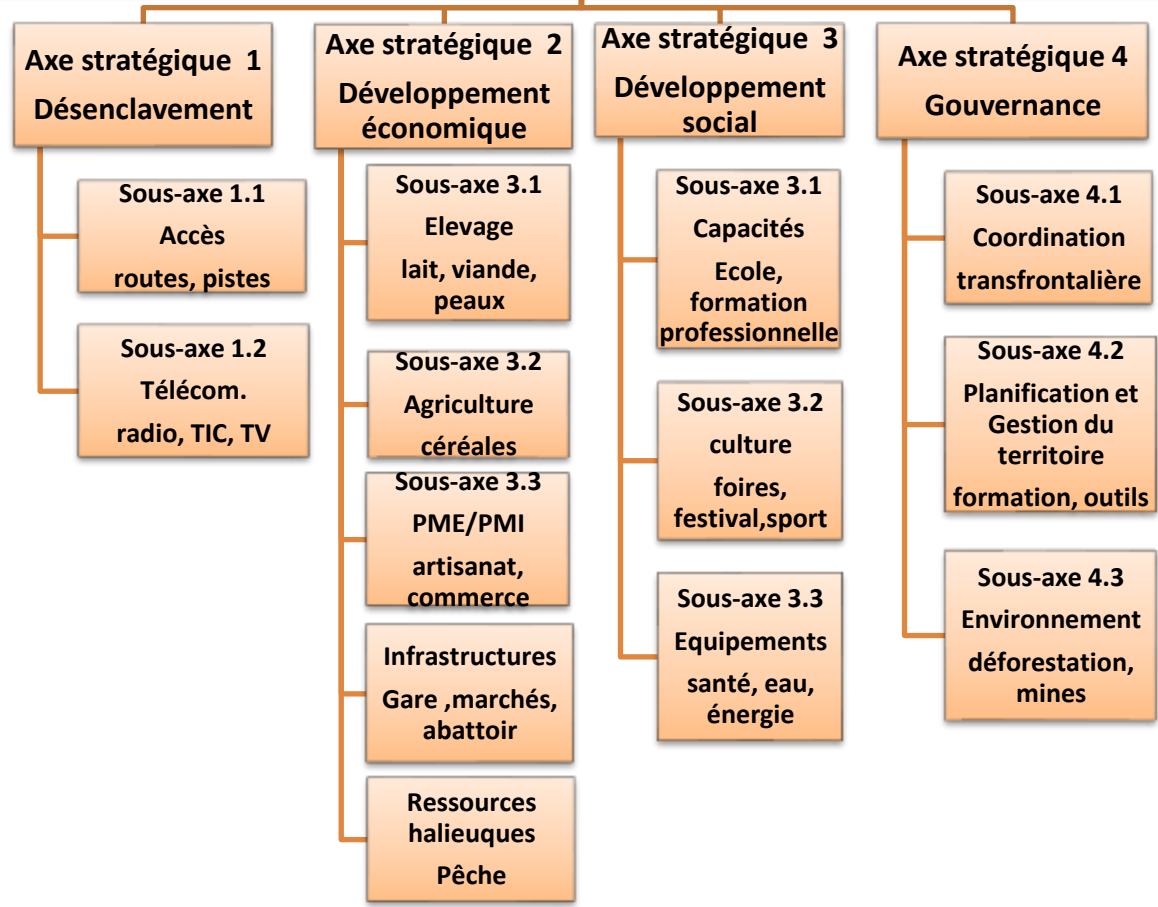 Axe stratégique 1
Désenclavement
Sous-axe 1.1
Accès
routes, pistes
Sous-axe 1.2
Télécom.
radio, TIC, TV
Axe stratégique 2
Développement
économique
Sous-axe 3.1
Elevage
lait, viande,
peaux
Sous-axe 3.2
Agriculture
céréales
Sous-axe 3.3
PME/PMI
artisanat,
commerce
Infrastructures
Gare ,marchés,
abattoir
Ressources
halieuques
Pêche
Axe stratégique 3
Développement
social
Sous-axe 3.1
Capacités
Ecole,
formation
professionnelle
Sous-axe 3.2
culture
foires,
festival,sport
Sous-axe 3.3
Equipements
santé, eau,
énergie
Axe stratégique 4
Gouvernance
Sous-axe 4.1
Coordination
transfrontalière
Sous-axe 4.2
Planification et
Gestion du
territoire
formation, outils
Sous-axe 4.3
Environnement
déforestation,
mines